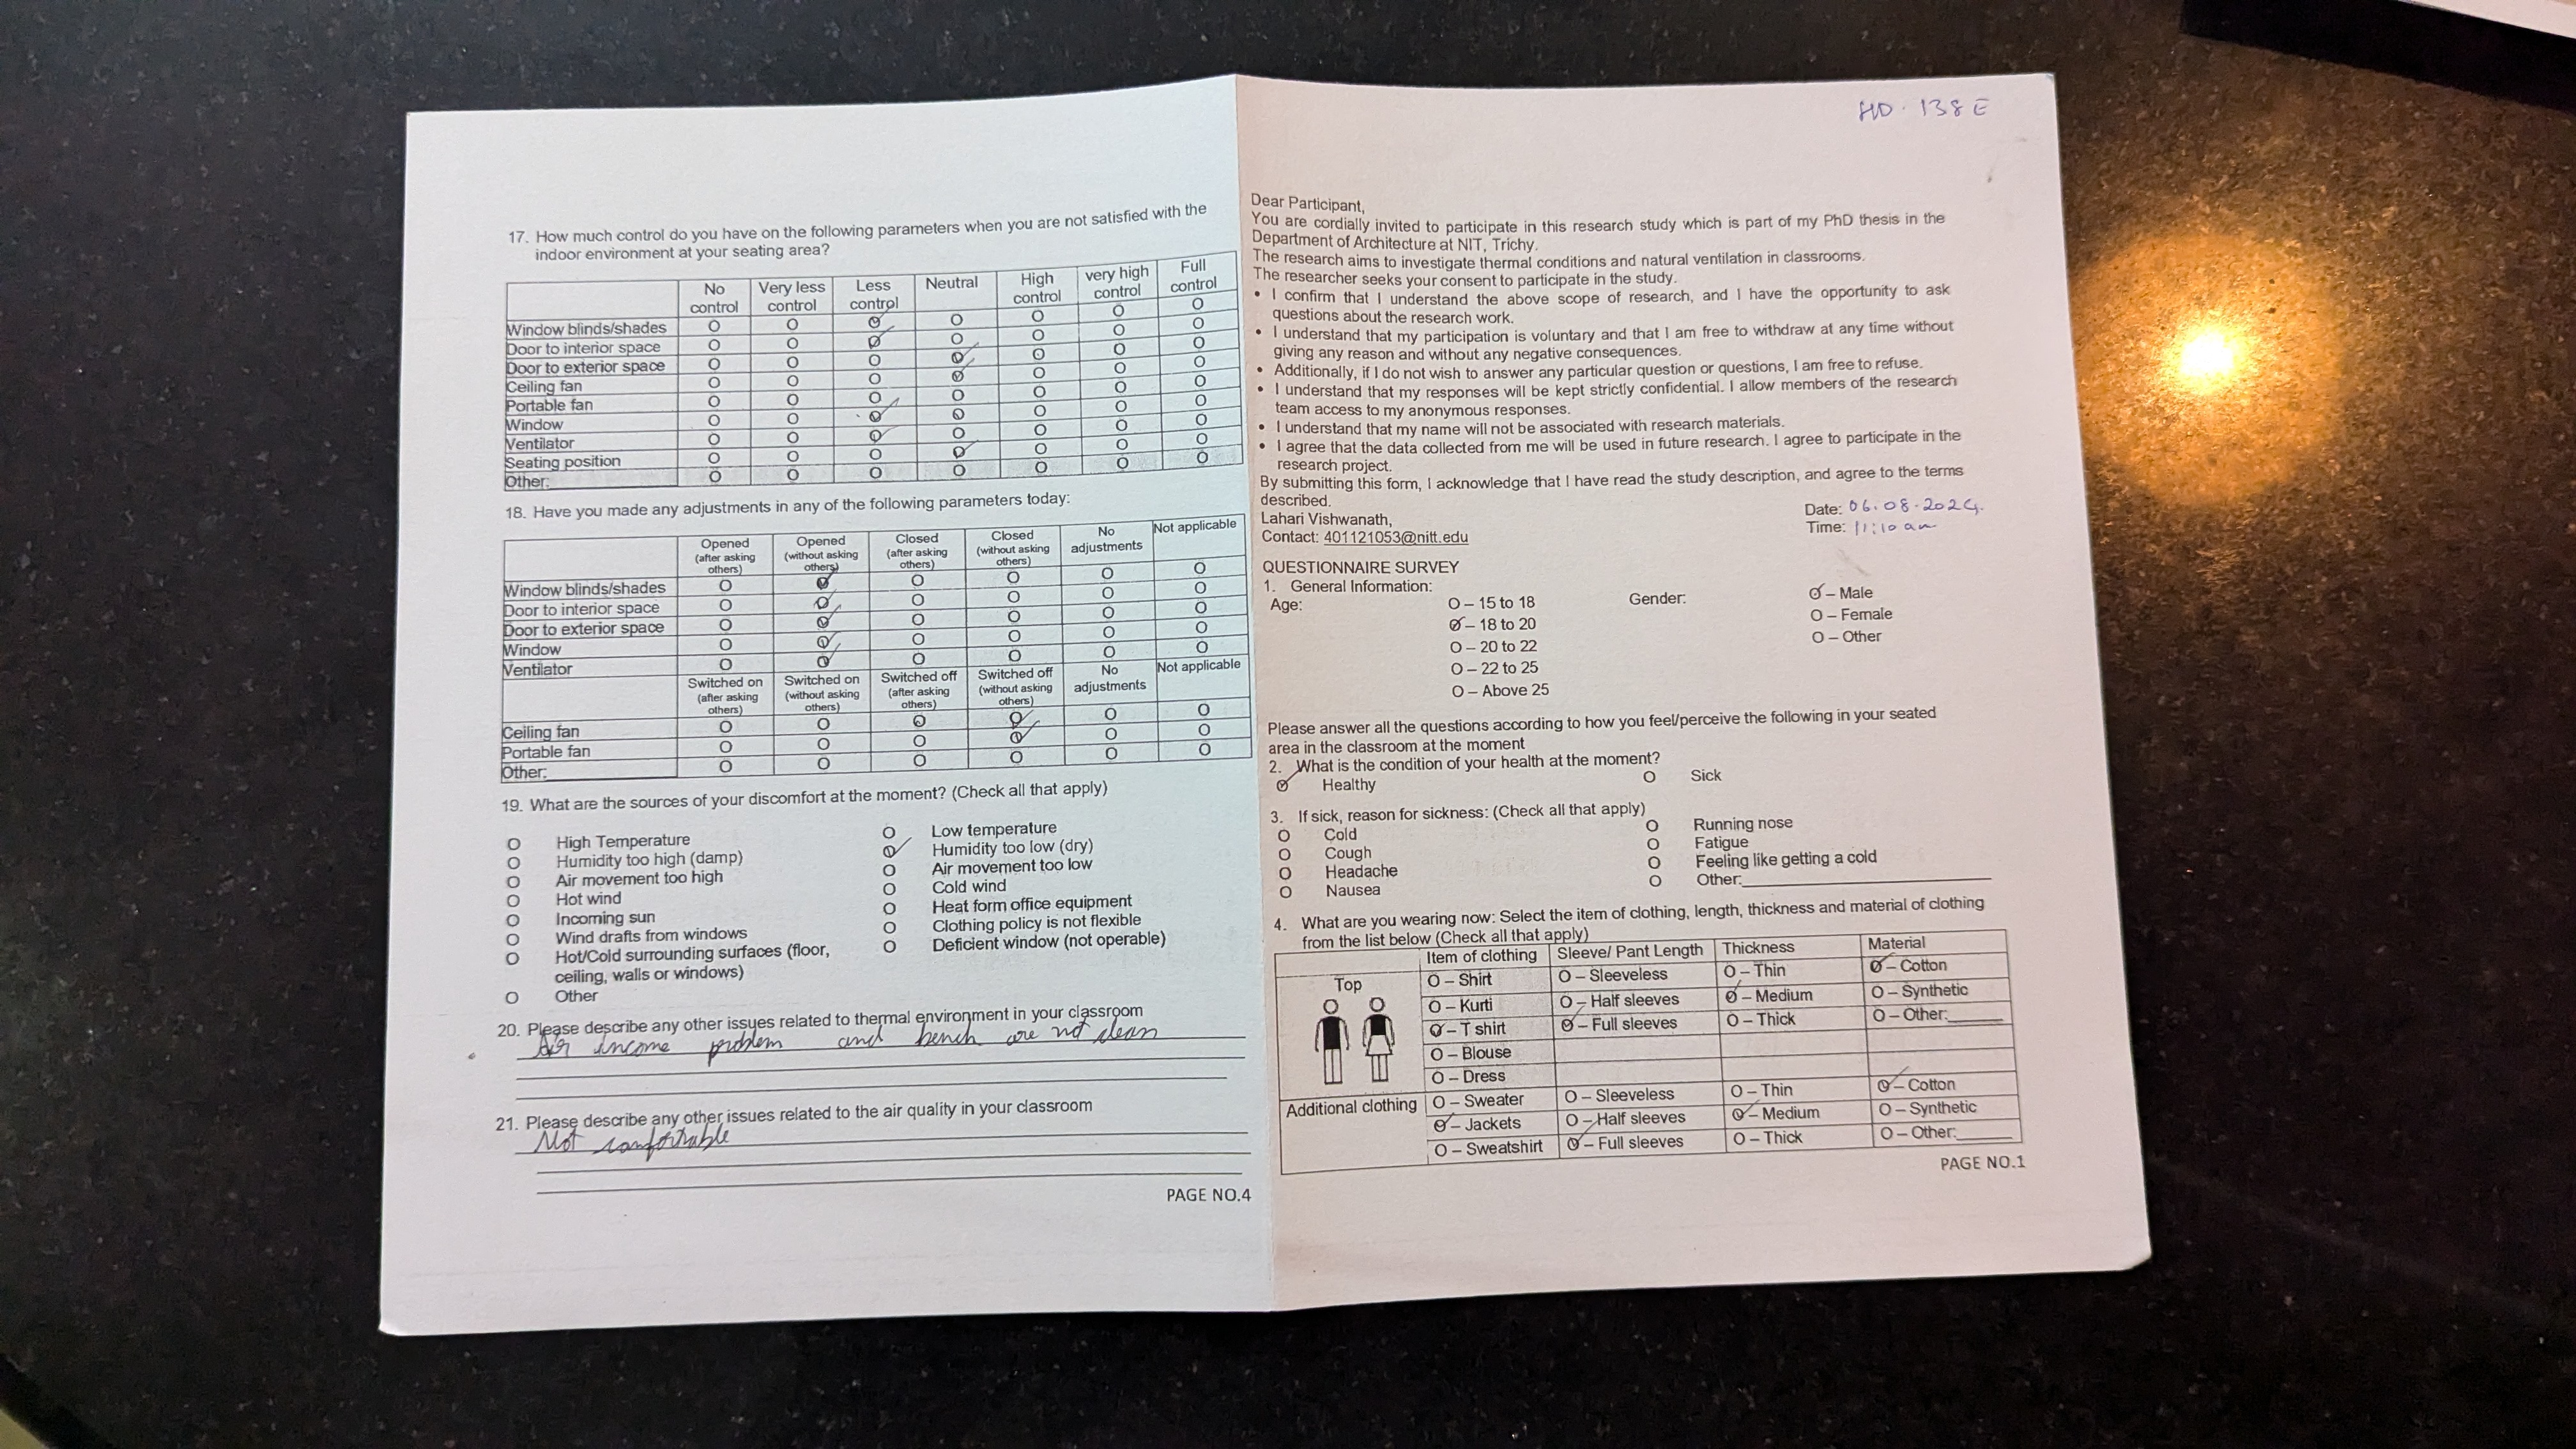 17. How much control do you have on the following parameters when you are not satisfied with the
indoor environment at your seating area?
No control Very less control Less control Neutral High control very high control Full control
Window blinds/shades O O O O O O O
Door to interior space O O O O O O O
Door to exterior space O O O O O O O
Ceiling fan O O O O O O O
Portable fan O O O O O O O
Window O O O O O O O
Ventilator O O O O O O O
Seating position O O O O O O O
Other: O O O O O O O
18. Have you made any adjustments in any of the following parameters today:
Opened (after asking others) Opened (without asking others) Closed (after asking others) Closed (without asking others) No adjustments Not applicable
Window blinds/shades O O O O O O
Door to interior space O O O O O O
Door to exterior space O O O O O O
Window O O O O O O
Ventilator O O O O O O
Switched on (after asking others) Switched on (without asking others) Switched off (after asking others) Switched off (without asking others) No adjustments Not applicable
Ceiling fan O O O O O O
Portable fan O O O O O O
Other: O O O O O O
19. What are the sources of your discomfort at the moment? (Check all that apply)
O High Temperature O Low temperature
O Humidity too high (damp) O Humidity too low (dry)
O Air movement too high O Air movement too low
O Hot wind O Cold wind
O Incoming sun O Heat form office equipment
O Wind drafts from windows O Clothing policy is not flexible
O Hot/Cold surrounding surfaces (floor, O Deficient window (not operable)
ceiling, walls or windows)
O Other
20. Please describe any other issues related to thermal environment in your classroom
Air income problem and bench are not clean
21. Please describe any other issues related to the air quality in your classroom
Not comfortable
PAGE NO.4
HD. 138 E
Dear Participant,
You are cordially invited to participate in this research study which is part of my PhD thesis in the
Department of Architecture at NIT, Trichy.
The research aims to investigate thermal conditions and natural ventilation in classrooms.
The researcher seeks your consent to participate in the study.
• I confirm that I understand the above scope of research, and I have the opportunity to ask
questions about the research work.
• I understand that my participation is voluntary and that I am free to withdraw at any time without
giving any reason and without any negative consequences.
• Additionally, if I do not wish to answer any particular question or questions, I am free to refuse.
• I understand that my responses will be kept strictly confidential. I allow members of the research
team access to my anonymous responses.
• I understand that my name will not be associated with research materials.
• I agree that the data collected from me will be used in future research. I agree to participate in the
research project.
By submitting this form, I acknowledge that I have read the study description, and agree to the terms
described.
Lahari Vishwanath,
Contact: 401121053@nitt.edu
Date: 06.08.2024.
Time: 11:10 am
QUESTIONNAIRE SURVEY
1. General Information:
Age: O – 15 to 18 Gender: O – Male
O – 18 to 20 O – Female
O – 20 to 22 O – Other
O – 22 to 25
O – Above 25
Please answer all the questions according to how you feel/perceive the following in your seated
area in the classroom at the moment
2. What is the condition of your health at the moment?
O Healthy O Sick
3. If sick, reason for sickness: (Check all that apply)
O Cold O Running nose
O Cough O Fatigue
O Headache O Feeling like getting a cold
O Nausea O Other:
4. What are you wearing now: Select the item of clothing, length, thickness and material of clothing
from the list below (Check all that apply)
Item of clothing Sleeve/ Pant Length Thickness Material
Top O – Shirt O – Sleeveless O – Thin O – Cotton
O – Kurti O – Half sleeves O – Medium O – Synthetic
O – T shirt O – Full sleeves O – Thick O – Other:
O – Blouse
O – Dress
Additional clothing O – Sweater O – Sleeveless O – Thin O – Cotton
O – Jackets O – Half sleeves O – Medium O – Synthetic
O – Sweatshirt O – Full sleeves O – Thick O – Other:
PAGE NO.1